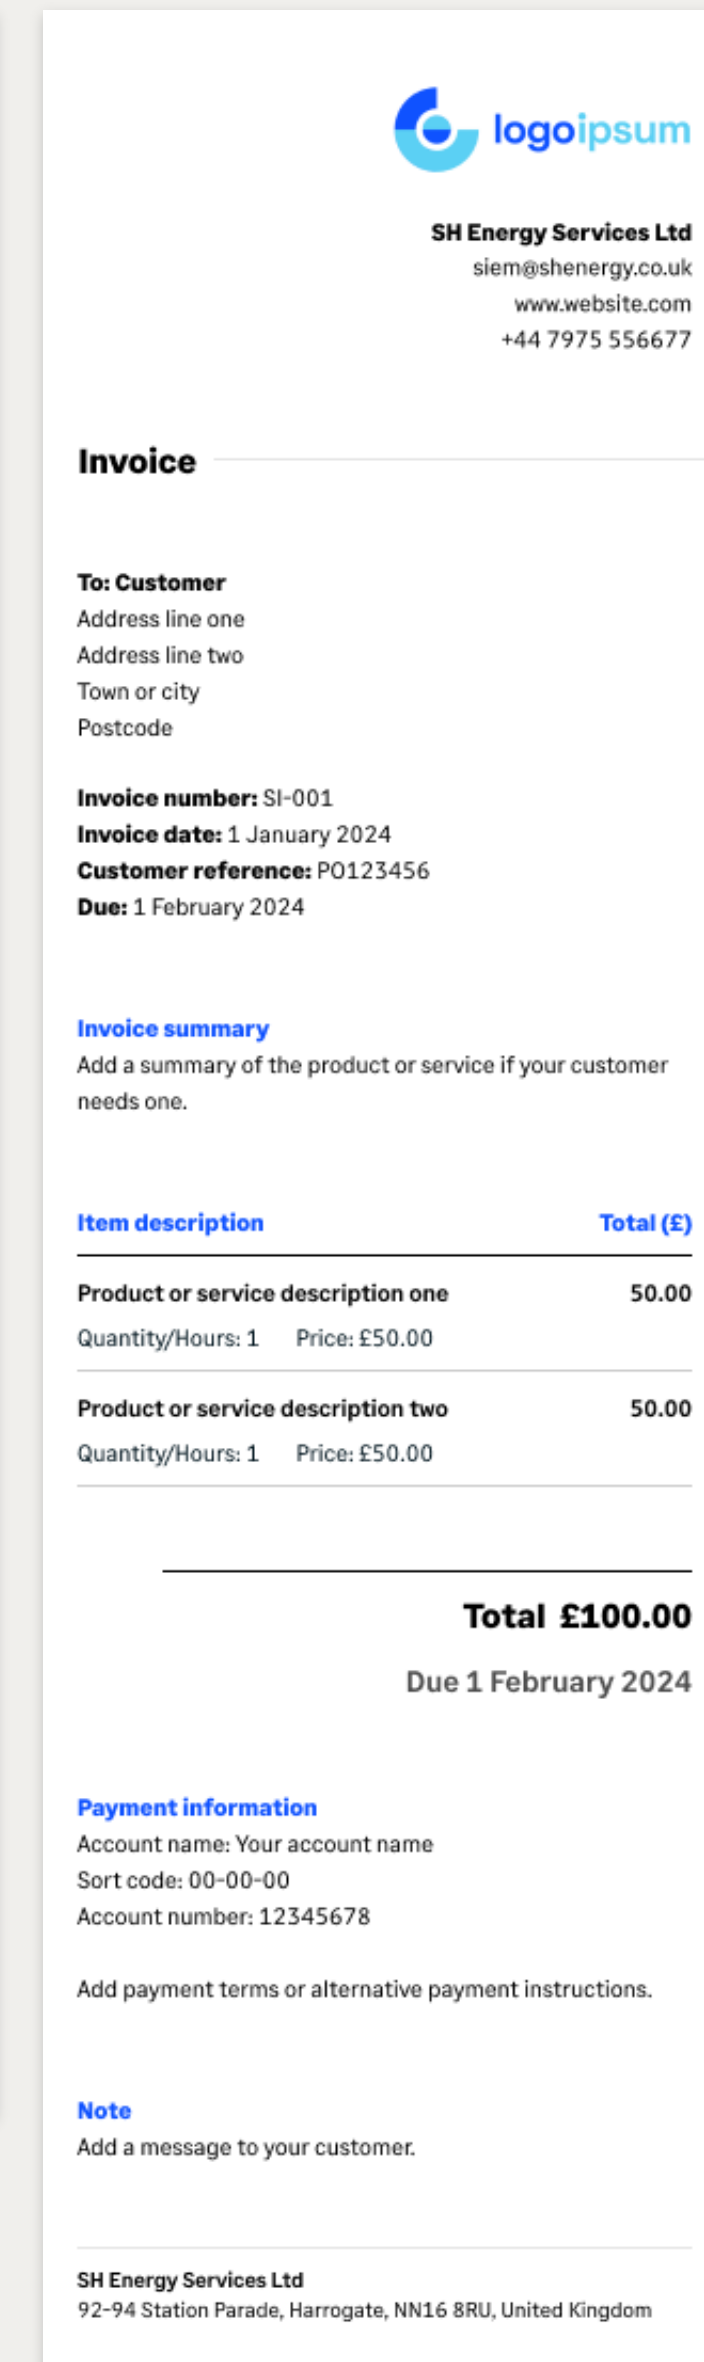 logoipsum
SH Energy Services Ltd
siem@shenergy.co.uk
www.website.com
+44 7975 556677
Invoice
To: Customer
Address line one
Address line two
Town or city
Postcode
Invoice number: SI-001
Invoice date: 1 January 2024
Customer reference: PO123456
Due: 1 February 2024
Invoice summary
Add a summary of the product or service if your customer
needs one.
Item description Total (£)
Product or service description one 50.00
Quantity/Hours: 1 Price: £50.00
Product or service description two 50.00
Quantity/Hours: 1 Price: £50.00
Total £100.00
Due 1 February 2024
Payment information
Account name: Your account name
Sort code: 00-00-00
Account number: 12345678
Add payment terms or alternative payment instructions.
Note
Add a message to your customer.
SH Energy Services Ltd
92-94 Station Parade, Harrogate, NN16 8RU, United Kingdom